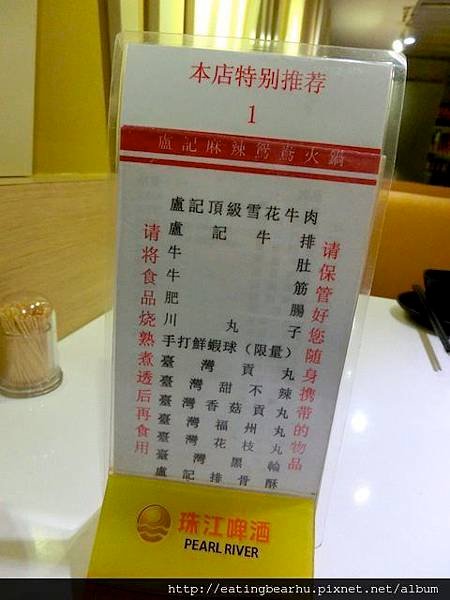 本店特别推荐
1
盧記麻辣鴛鴦火鍋
盧記頂級雪花牛肉
盧記牛排
牛肚
牛筋
肥腸
川丸子
手打鮮蝦球（限量）
臺灣貢丸
臺灣甜不辣
臺灣香菇貢丸
臺灣福州丸
臺灣花枝丸
臺灣黑輪
盧記排骨酥
请保管好您随身携带的物品
请将食品烧熟煮透后再食用
珠江啤酒
PEARL RIVER
http://eatingbearhu.pixnet.net/album